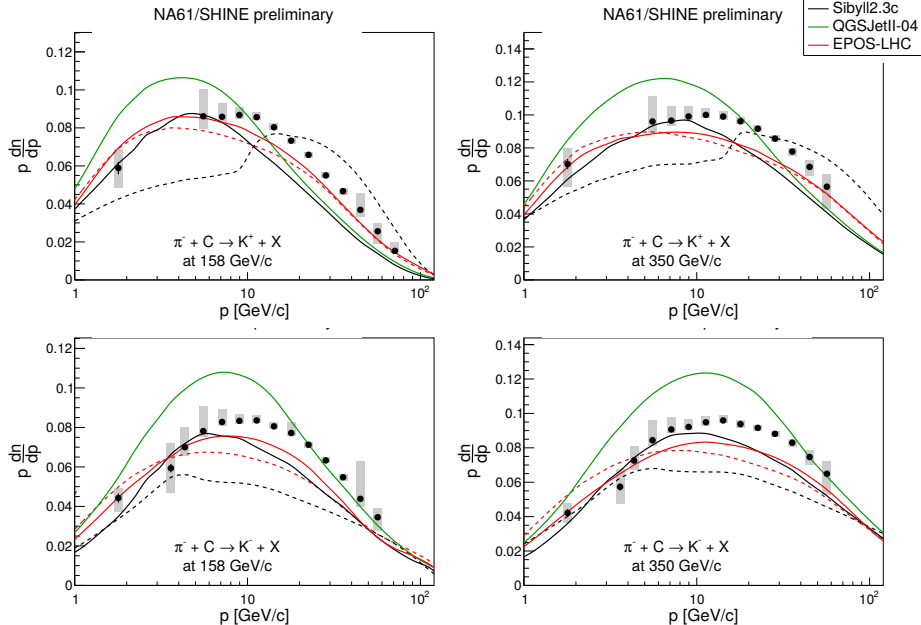 NA61/SHINE preliminary
NA61/SHINE preliminary
Sibyll2.3c
QGSJetII-04
EPOS-LHC
p dn/dp
0.12
0.1
0.08
0.06
0.04
0.02
0
π⁻ + C → K⁺ + X
at 158 GeV/c
1
10
10²
p [GeV/c]
p dn/dp
0.12
0.1
0.08
0.06
0.04
0.02
0
π⁻ + C → K⁺ + X
at 350 GeV/c
1
10
10²
p [GeV/c]
p dn/dp
0.12
0.1
0.08
0.06
0.04
0.02
0
π⁻ + C → K⁻ + X
at 158 GeV/c
1
10
10²
p [GeV/c]
p dn/dp
0.12
0.1
0.08
0.06
0.04
0.02
0
π⁻ + C → K⁻ + X
at 350 GeV/c
1
10
10²
p [GeV/c]